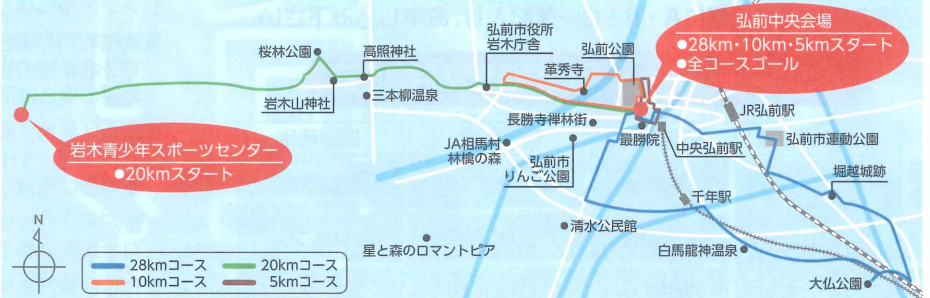 弘前中央会場
●28km・10km・5kmスタート
●全コースゴール
弘前市役所
岩木庁舎
弘前公園
桜林公園
高照神社
革秀寺
岩木山神社
三本柳温泉
長勝寺禅林街
JR弘前駅
岩木青少年スポーツセンター
●20kmスタート
JA相馬村
林檎の森
弘前市
りんご公園
最勝院
中央弘前駅
弘前市運動公園
堀越城跡
千年駅
清水公民館
星と森のロマントピア
白馬龍神温泉
大仏公園
N
28kmコース
20kmコース
10kmコース
5kmコース